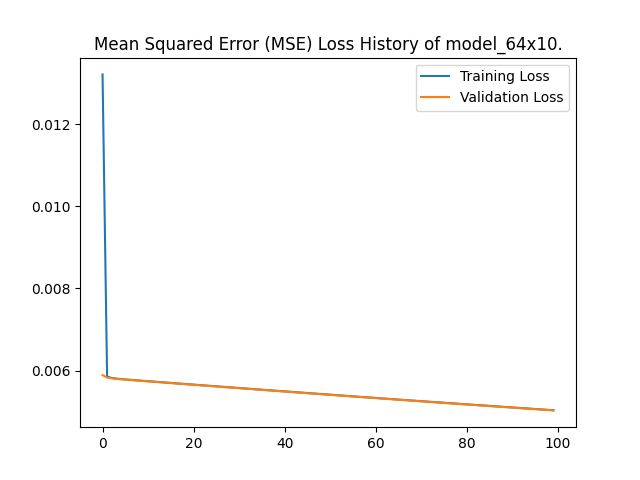 Mean Squared Error (MSE) Loss History of model_64x10.
Training Loss
Validation Loss
0.012
0.010
0.008
0.006
0 20 40 60 80 100